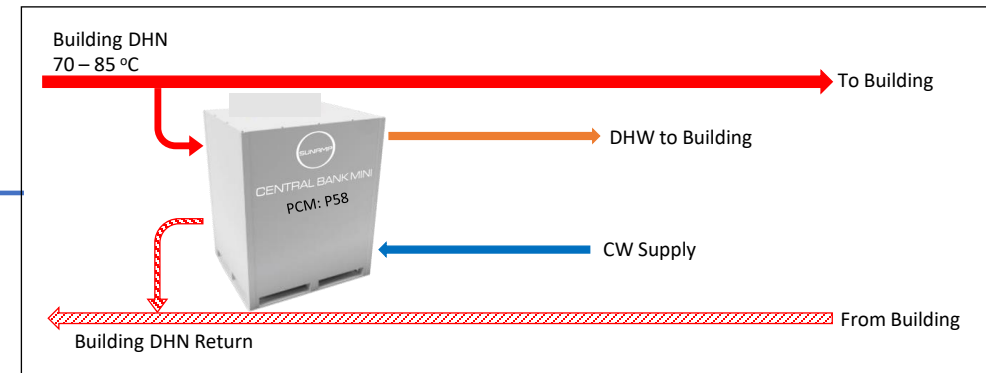 Building DHN
70 – 85 °C
To Building
DHW to Building
SUNAMP
CENTRAL BANK MINI
PCM: P58
CW Supply
From Building
Building DHN Return